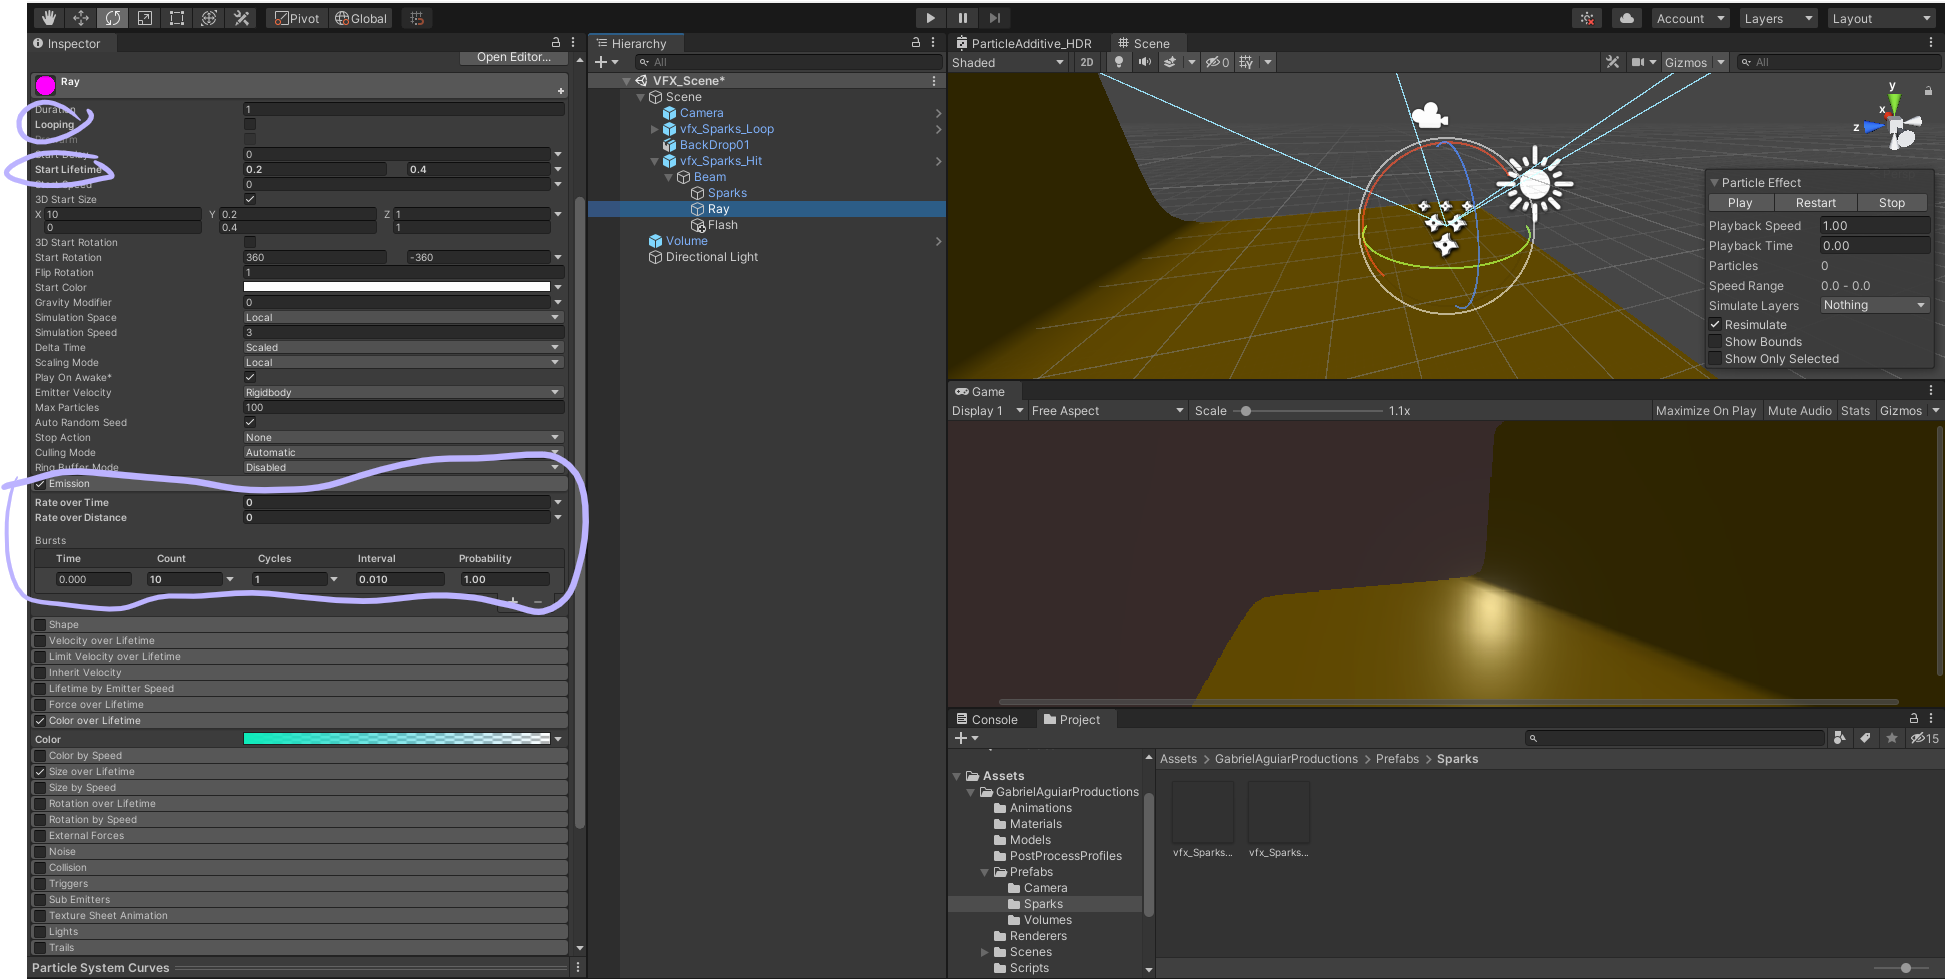 Pivot Global Account Layers Layout
Inspector
Open Editor...
Ray
Duration 1
Looping
Start Delay 0
Start Lifetime 0.2 0.4
Start Speed 0
3D Start Size
X 10 Y 0.2 Z 1
0 0.4 1
3D Start Rotation
Start Rotation 360 -360
Flip Rotation 1
Start Color
Gravity Modifier 0
Simulation Space Local
Simulation Speed 3
Delta Time Scaled
Scaling Mode Local
Play On Awake*
Emitter Velocity Rigidbody
Max Particles 100
Auto Random Seed
Stop Action None
Culling Mode Automatic
Ring Buffer Mode Disabled
Emission
Rate over Time 0
Rate over Distance 0
Bursts
Time Count Cycles Interval Probability
0.000 10 1 0.010 1.00
Shape
Velocity over Lifetime
Limit Velocity over Lifetime
Inherit Velocity
Lifetime by Emitter Speed
Force over Lifetime
Color over Lifetime
Color
Color by Speed
Size over Lifetime
Size by Speed
Rotation over Lifetime
Rotation by Speed
External Forces
Noise
Collision
Triggers
Sub Emitters
Texture Sheet Animation
Lights
Trails
Particle System Curves
Hierarchy
All
VFX_Scene*
Scene
Camera
vfx_Sparks_Loop
BackDrop01
vfx_Sparks_Hit
Beam
Sparks
Ray
Flash
Volume
Directional Light
ParticleAdditive_HDR Scene
Shaded 2D 0 Gizmos All
y
x
z
Particle Effect
Play Restart Stop
Playback Speed 1.00
Playback Time 0.00
Particles 0
Speed Range 0.0 - 0.0
Simulate Layers Nothing
Resimulate
Show Bounds
Show Only Selected
Game
Display 1 Free Aspect Scale 1.1x Maximize On Play Mute Audio Stats Gizmos
Console Project
15
Assets
GabrielAguiarProductions
Animations
Materials
Models
PostProcessProfiles
Prefabs
Camera
Sparks
Volumes
Renderers
Scenes
Scripts
Assets > GabrielAguiarProductions > Prefabs > Sparks
vfx_Sparks... vfx_Sparks...